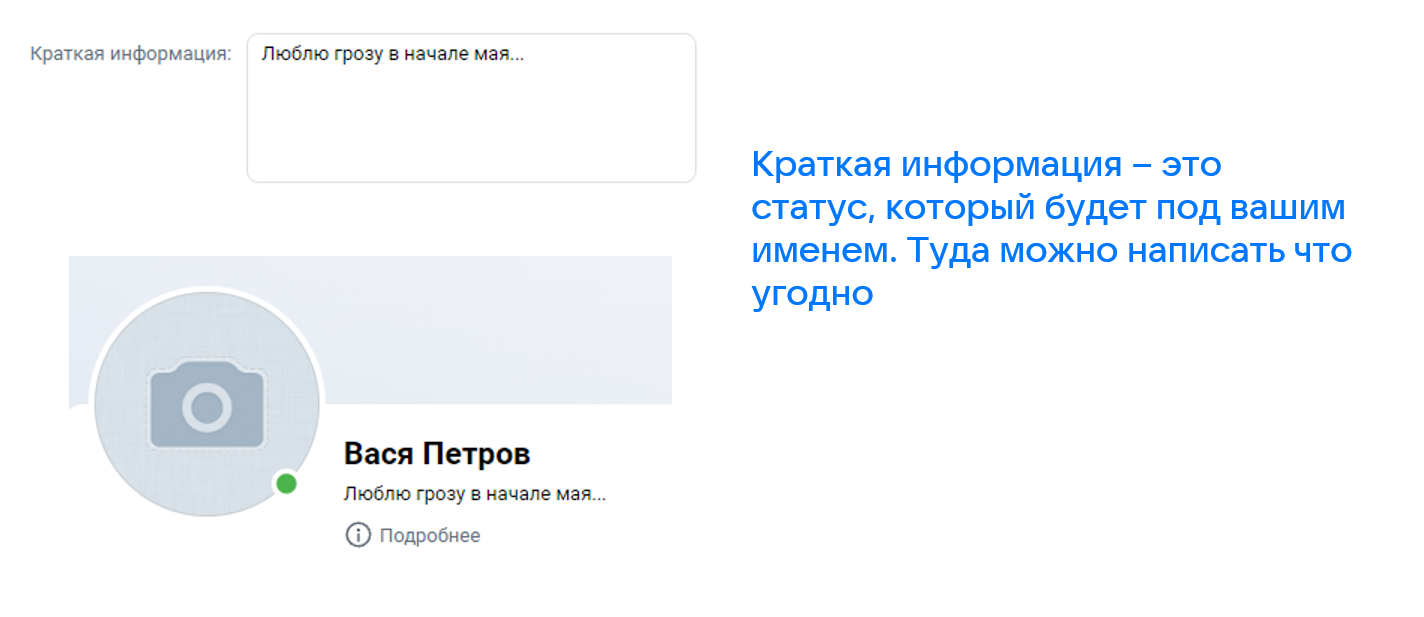 Краткая информация:
Люблю грозу в начале мая...
Краткая информация – это
статус, который будет под вашим
именем. Туда можно написать что
угодно
Вася Петров
Люблю грозу в начале мая...
Подробнее